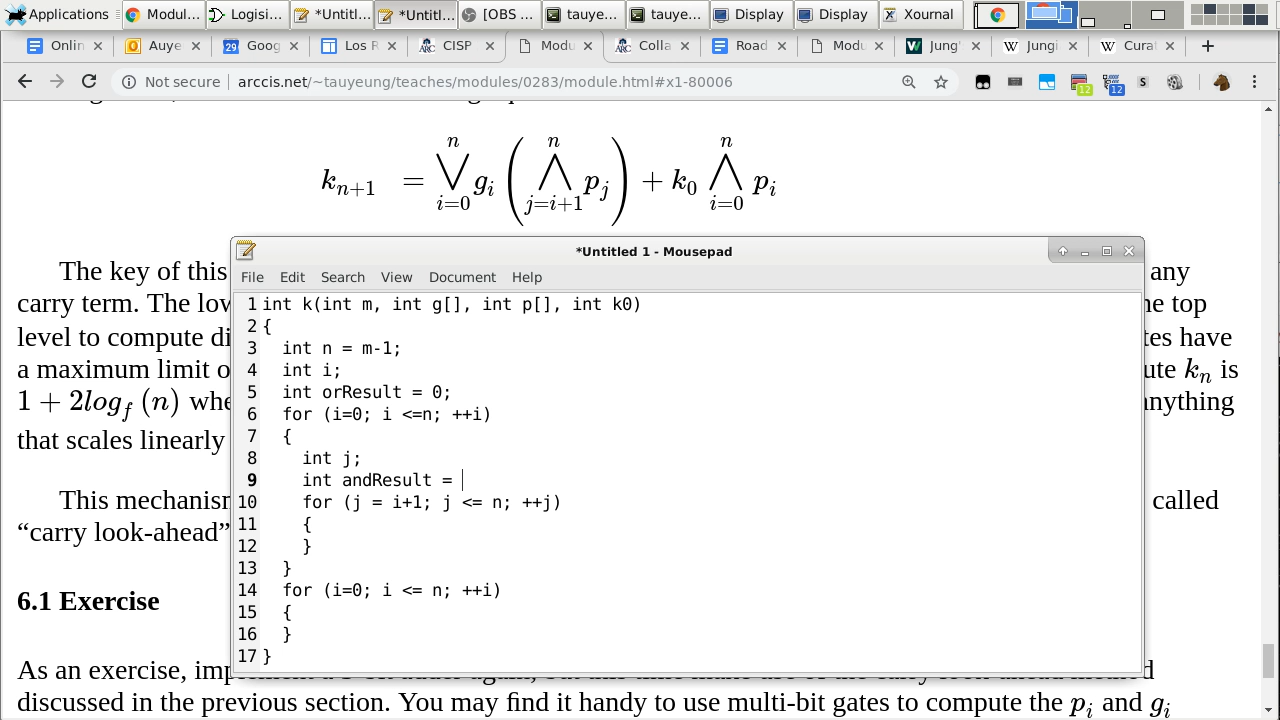 Applications
Modul...
Logisi...
*Untitl...
*Untitl...
[OBS ...
tauye...
tauye...
Display
Display
Xournal
Onlin
Auye
Goog
Los R
CISC
Modu
Colla
Road
Modu
Jung'
Jungi
Cura
Not secure
arccis.net/~tauyeung/teaches/modules/0283/module.html#x1-80006
12
12
k_{n+1} = ⋁_{i=0}^{n} g_i (⋀_{j=i+1}^{n} p_j) + k_0 ⋀_{i=0}^{n} p_i
The key of this any
carry term. The low e top
level to compute di tes have
a maximum limit o ute k_n is
1 + 2log_f (n) whe anything
that scales linearly
This mechanism called
“carry look-ahead”
6.1 Exercise
*Untitled 1 - Mousepad
File Edit Search View Document Help
1 int k(int m, int g[], int p[], int k0)
2 {
3   int n = m-1;
4   int i;
5   int orResult = 0;
6   for (i=0; i <=n; ++i)
7   {
8     int j;
9     int andResult =
10     for (j = i+1; j <= n; ++j)
11     {
12     }
13   }
14   for (i=0; i <= n; ++i)
15   {
16   }
17 }
As an exercise, imp
discussed in the previous section. You may find it handy to use multi-bit gates to compute the p_i and g_i